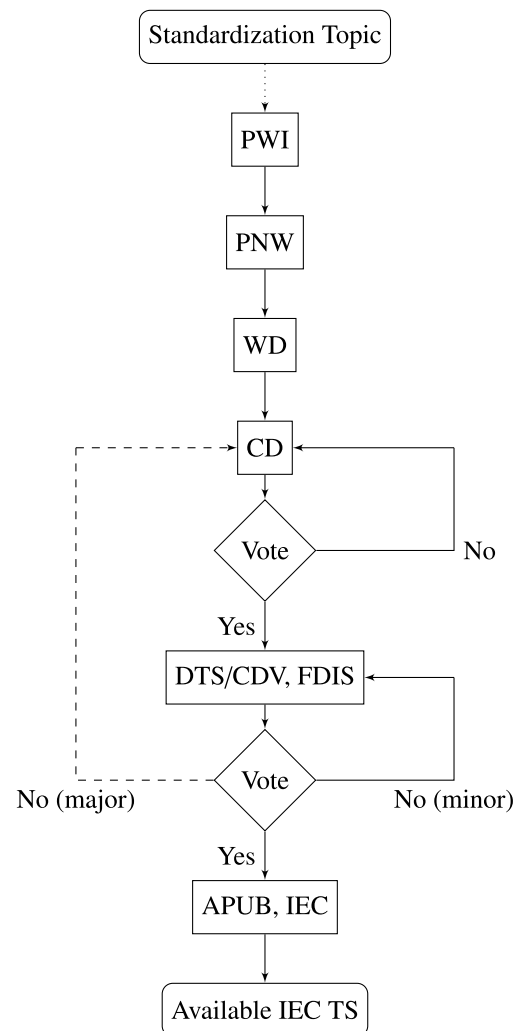 Standardization Topic
PWI
PNW
WD
CD
Vote
No
Yes
DTS/CDV, FDIS
Vote
No (major)
No (minor)
Yes
APUB, IEC
Available IEC TS